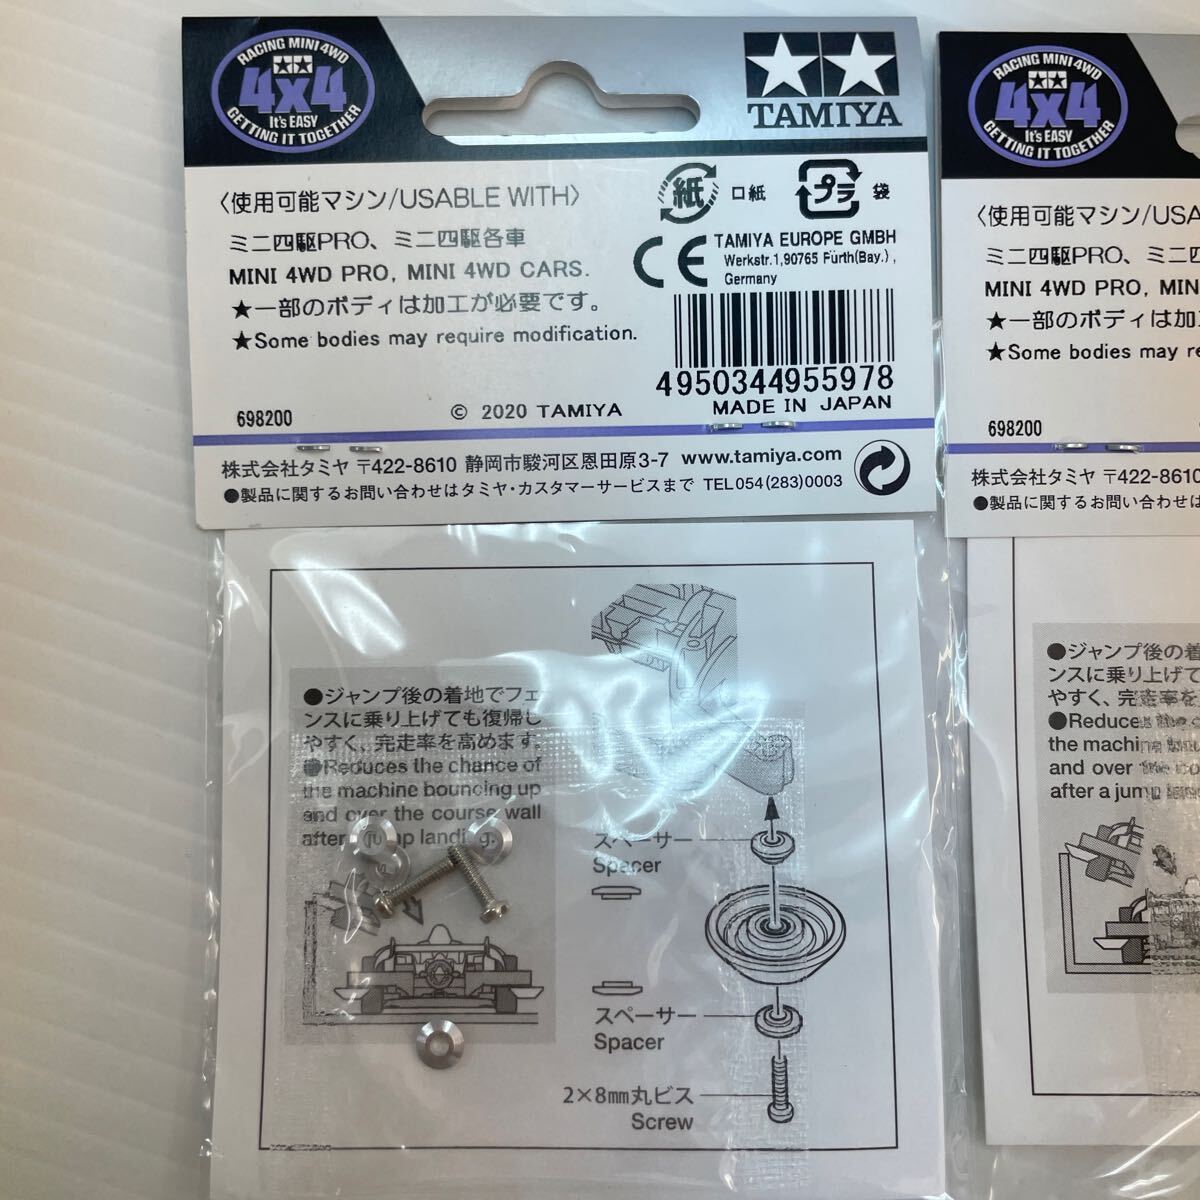 RACING MINI 4WD
4x4
It's EASY
GETTING IT TOGETHER
TAMIYA
〈使用可能マシン/USABLE WITH〉
ミニ四駆PRO、ミニ四駆各車
MINI 4WD PRO, MINI 4WD CARS.
★一部のボディは加工が必要です。
★Some bodies may require modification.
紙
口紙
プラ
袋
CE
TAMIYA EUROPE GMBH
Werkstr.1,90765 Fürth(Bay.),
Germany
4950344955978
MADE IN JAPAN
698200
© 2020 TAMIYA
株式会社タミヤ 〒422-8610 静岡市駿河区恩田原3-7 www.tamiya.com
●製品に関するお問い合わせはタミヤ・カスタマーサービスまで TEL054(283)0003
●ジャンプ後の着地でフェ
ンスに乗り上げても復帰し
やすく、完走率を高めます。
●Reduces the chance of
the machine bouncing up
and over the course wall
after a jump landing.
スペーサー
Spacer
スペーサー
Spacer
2×8mm丸ビス
Screw
RACING MINI 4WD
4x4
It's EASY
GETTING IT TOGETHER
〈使用可能マシン/USA
ミニ四駆PRO、ミニ四
MINI 4WD PRO, MIN
★一部のボディは加工
★Some bodies may re
698200
株式会社タミヤ 〒422-8610
●製品に関するお問い合わせは
●ジャンプ後の着
ンスに乗り上げて
やすく、完走率を
●Reduces the c
the machine bou
and over the co
after a jump land